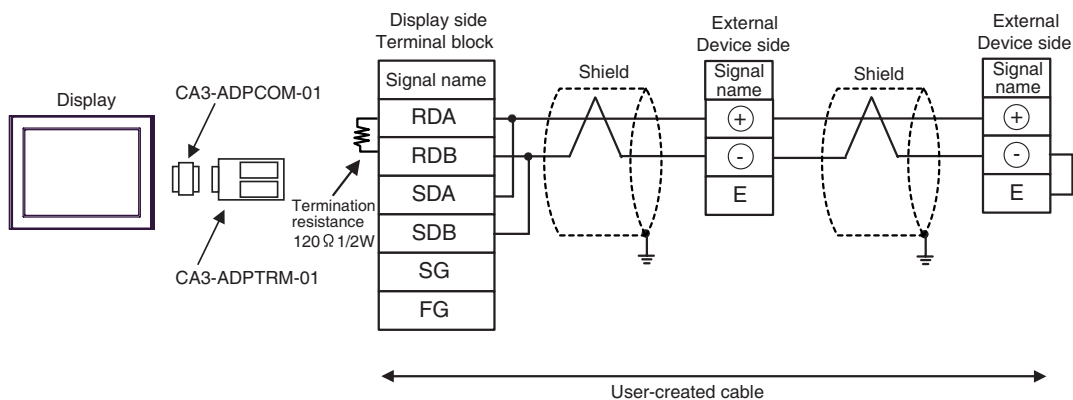 Display side
Terminal block
External
Device side
External
Device side
Display
CA3-ADPCOM-01
Signal name
Shield
Signal
name
Shield
Signal
name
RDA
+
+
RDB
-
-
SDA
E
E
Termination
resistance
120 Ω 1/2W
SDB
CA3-ADPTRM-01
SG
FG
User-created cable